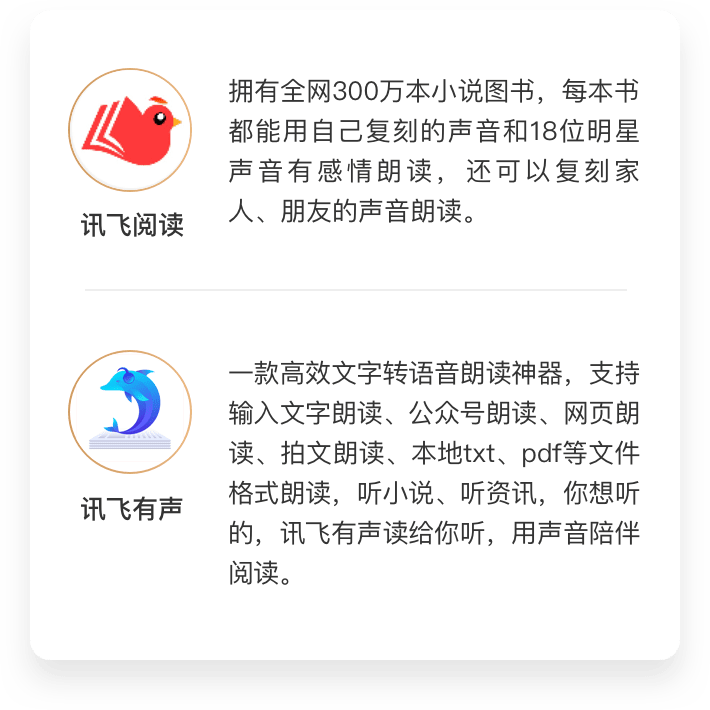 拥有全网300万本小说图书，每本书
都能用自己复刻的声音和18位明星
声音有感情朗读，还可以复刻家
人、朋友的声音朗读。
讯飞阅读
一款高效文字转语音朗读神器，支持
输入文字朗读、公众号朗读、网页朗
读、拍文朗读、本地txt、pdf等文件
格式朗读，听小说、听资讯，你想听
的，讯飞有声读给你听，用声音陪伴
阅读。
讯飞有声